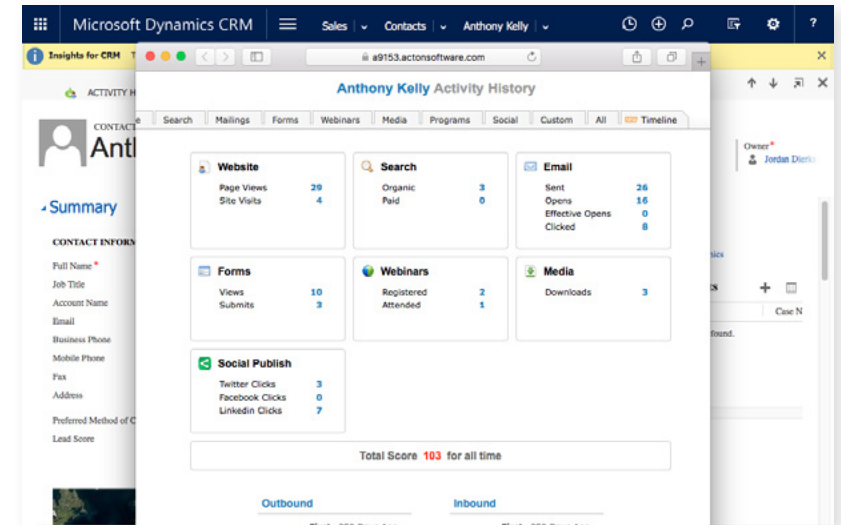 Microsoft Dynamics CRM Sales Contacts Anthony Kelly ?
Insights for CRM
a9153.actonsoftware.com
ACTIVITY H
Anthony Kelly Activity History
Search Mailings Forms Webinars Media Programs Social Custom All Timeline
CONTACT
Owner*
Jordan
Summary
CONTACT INFORM
Full Name *
Job Title
Account Name
Email
Business Phone
Mobile Phone
Fax
Address
Preferred Method of C
Lead Score
Website
Page Views 29
Site Visits 4
Search
Organic 3
Paid 0
Email
Sent 26
Opens 16
Effective Opens 0
Clicked 8
Forms
Views 10
Submits 3
Webinars
Registered 2
Attended 1
Media
Downloads 3
Social Publish
Twitter Clicks 3
Facebook Clicks 0
Linkedin Clicks 7
Case N
found.
Total Score 103 for all time
Outbound Inbound